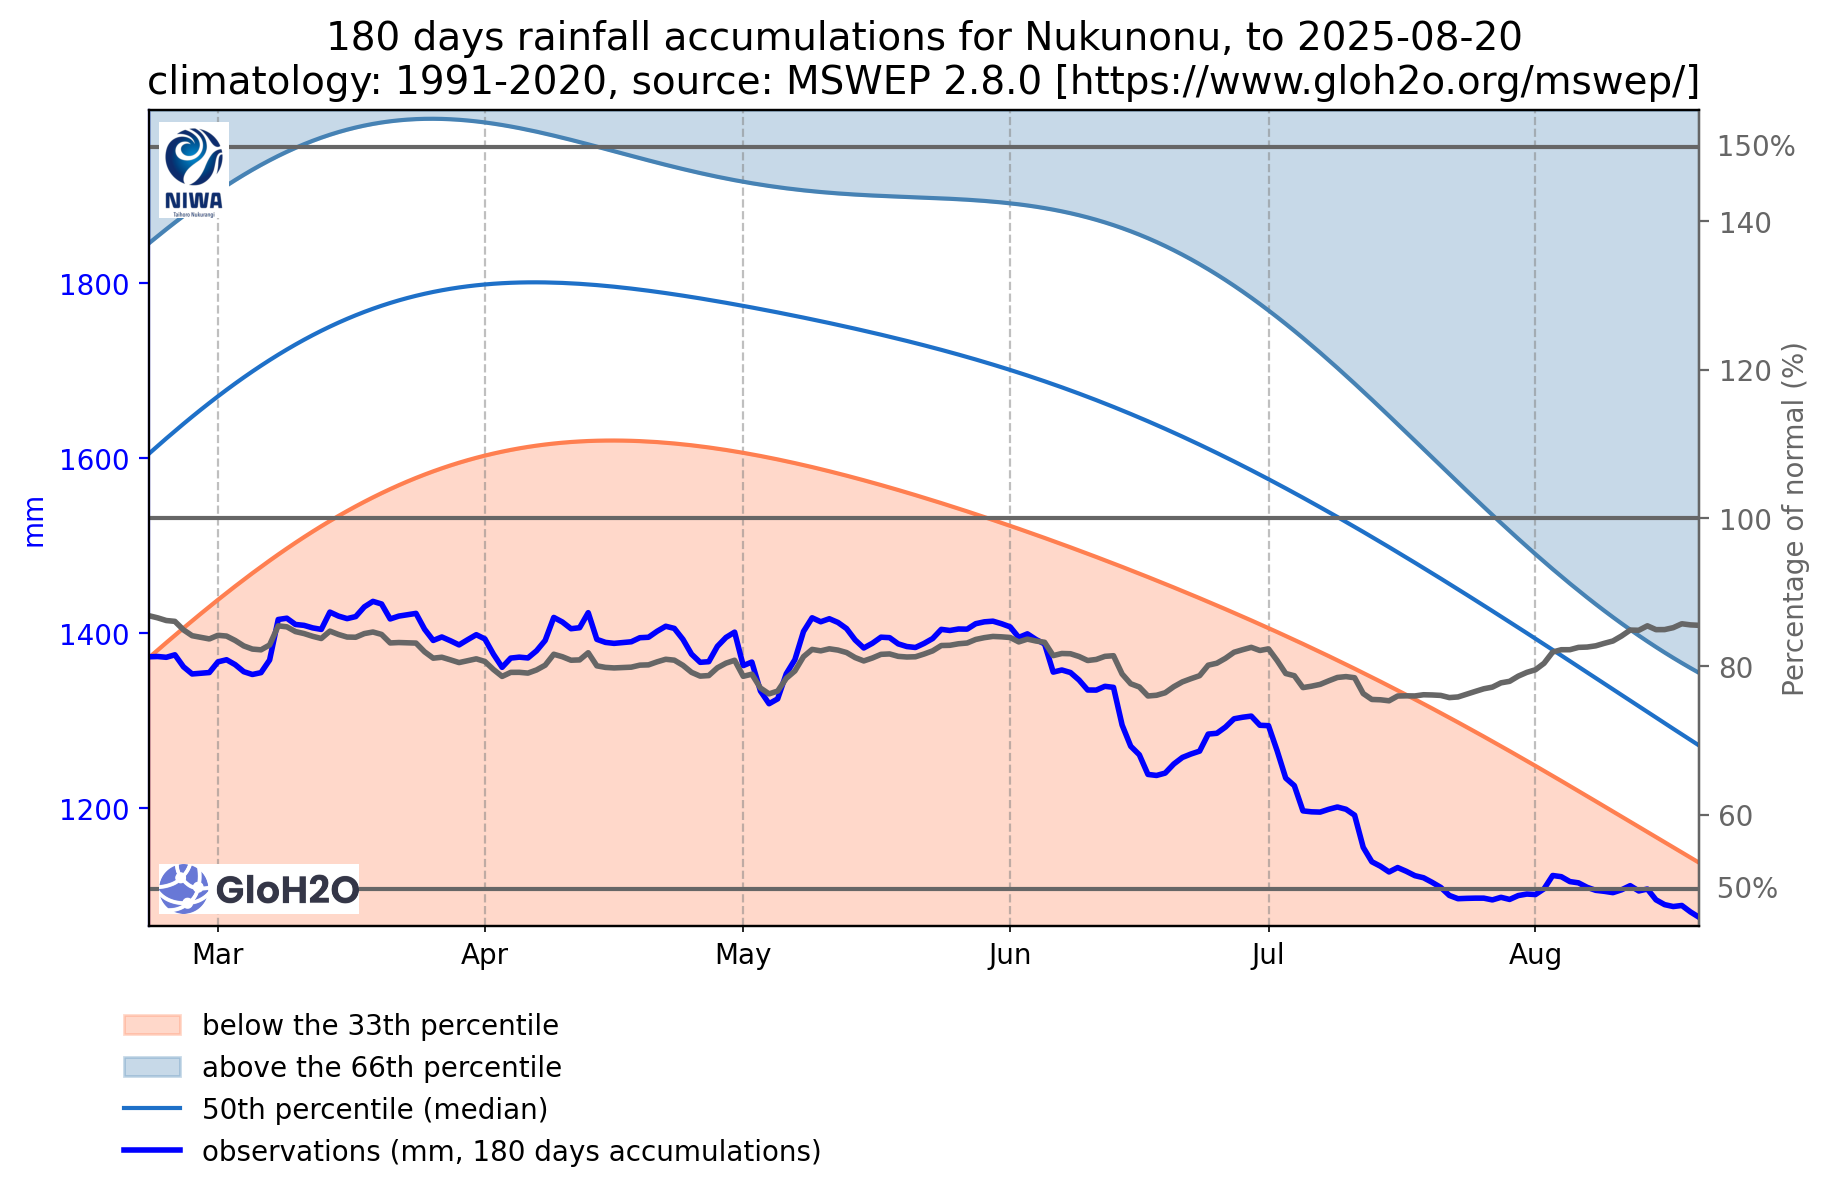 180 days rainfall accumulations for Nukunonu, to 2025-08-20
climatology: 1991-2020, source: MSWEP 2.8.0 [https://www.gloh2o.org/mswep/]
NIWA
Taihoro Nukurangi
150%
140
1800
120
1600
mm
100
Percentage of normal (%)
1400
80
1200
60
GloH2O
50%
Mar
Apr
May
Jun
Jul
Aug
below the 33th percentile
above the 66th percentile
50th percentile (median)
observations (mm, 180 days accumulations)